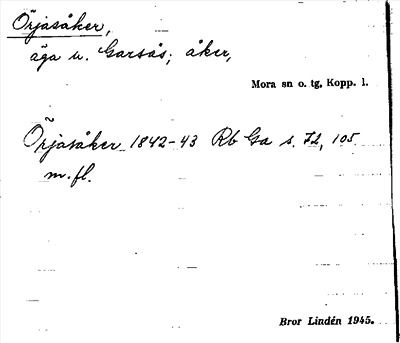 Örjasåker,
äga u. Garsås; åker,
Mora sn o. tg, Kopp. l.
Örjasåker 1842-43 Rb Ga s. 72, 105
m.fl.
Bror Lindén 1945.